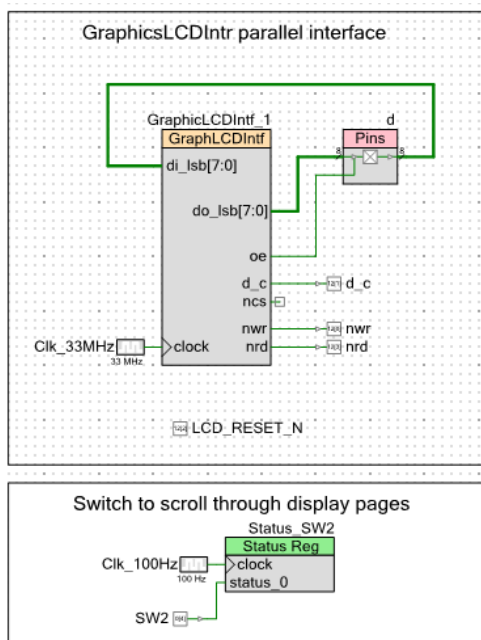 GraphicsLCDIntr parallel interface
GraphicLCDIntf_1
d
GraphLCDIntf
Pins
di_lsb[7:0]
8
8
do_lsb[7:0]
oe
d_c
d_c
ncs
nwr
nwr
Clk_33MHz
clock
nrd
nrd
33 MHz
LCD_RESET_N
Switch to scroll through display pages
Status_SW2
Status Reg
Clk_100Hz
clock
100 Hz
status_0
SW2